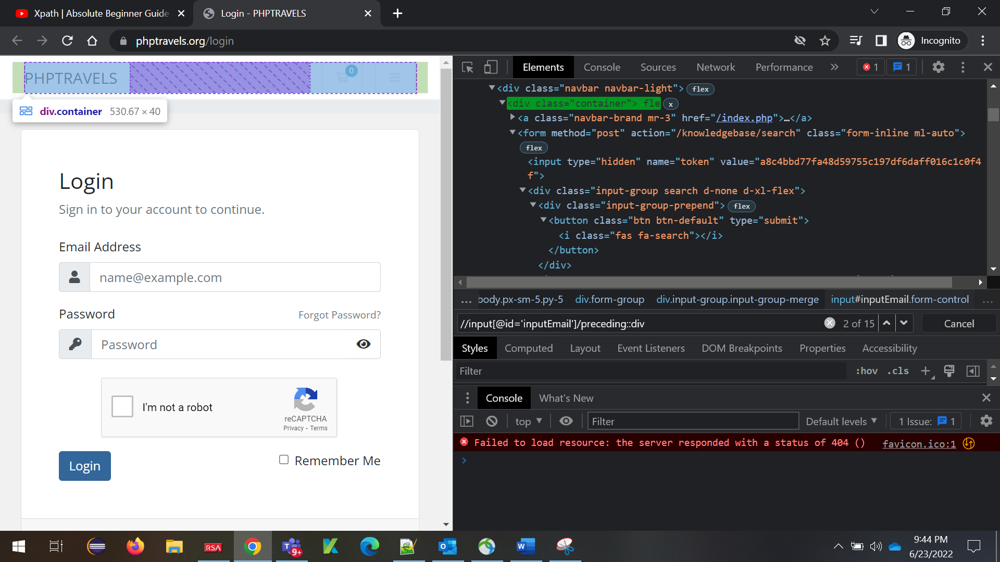 Xpath | Absolute Beginner Guide
Login - PHPTRAVELS
phptravels.org/login
Incognito
PHPTRAVELS
0
div.container 530.67 × 40
Login
Sign in to your account to continue.
Email Address
name@example.com
Password
Forgot Password?
Password
I'm not a robot
reCAPTCHA
Privacy - Terms
Login
Remember Me
Elements Console Sources Network Performance 1 1
<div class="navbar navbar-light"> flex
<div class="container"> fle x
<a class="navbar-brand mr-3" href="/index.php">…</a>
<form method="post" action="/knowledgebase/search" class="form-inline ml-auto">
flex
<input type="hidden" name="token" value="a8c4bbd77fa48d59755c197df6daff016c1c0f4
f">
<div class="input-group search d-none d-xl-flex">
<div class="input-group-prepend"> flex
<button class="btn btn-default" type="submit">
<i class="fas fa-search"></i>
</button>
</div>
... body.px-sm-5.py-5 div.form-group div.input-group.input-group-merge input#inputEmail.form-control ...
//input[@id='inputEmail']/preceding::div 2 of 15 Cancel
Styles Computed Layout Event Listeners DOM Breakpoints Properties Accessibility
Filter :hov .cls
Console What's New
top Filter Default levels 1 Issue: 1
Failed to load resource: the server responded with a status of 404 () favicon.ico:1
RSA
T 9+
O
W
9:44 PM
6/23/2022